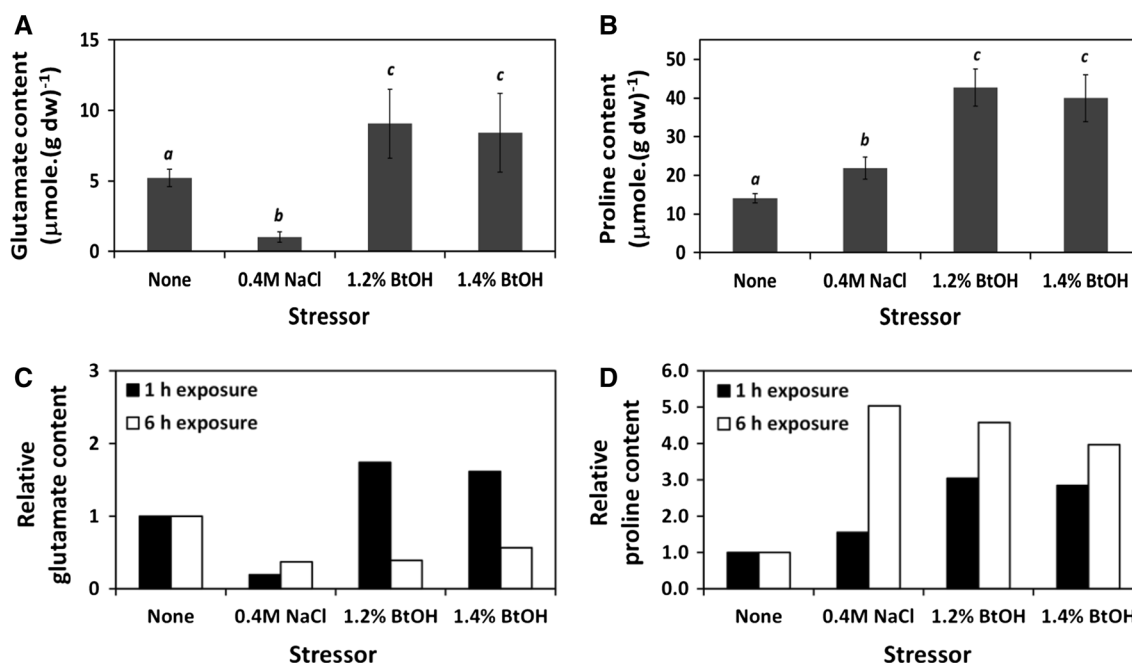 A
Glutamate content
(μmole.(g dw)⁻¹
15
10
5
0
a
b
c
c
None 0.4M NaCl 1.2% BtOH 1.4% BtOH
Stressor
B
Proline content
(μmole.(g dw)⁻¹
50
40
30
20
10
0
a
b
c
c
None 0.4M NaCl 1.2% BtOH 1.4% BtOH
Stressor
C
Relative
glutamate content
3
2
1
0
1 h exposure
6 h exposure
None 0.4M NaCl 1.2% BtOH 1.4% BtOH
Stressor
D
Relative
proline content
6.0
5.0
4.0
3.0
2.0
1.0
0.0
1 h exposure
6 h exposure
None 0.4M NaCl 1.2% BtOH 1.4% BtOH
Stressor